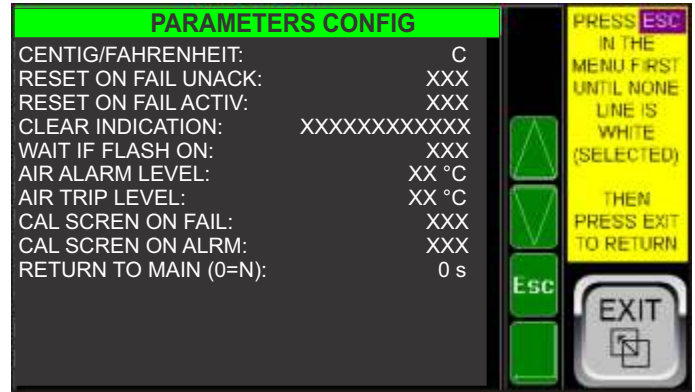 PARAMETERS CONFIG
CENTIG/FAHRENHEIT: C
RESET ON FAIL UNACK: XXX
RESET ON FAIL ACTIV: XXX
CLEAR INDICATION: XXXXXXXXXXXX
WAIT IF FLASH ON: XXX
AIR ALARM LEVEL: XX °C
AIR TRIP LEVEL: XX °C
CAL SCREN ON FAIL: XXX
CAL SCREN ON ALRM: XXX
RETURN TO MAIN (0=N): 0 s
Esc
PRESS ESC
IN THE
MENU FIRST
UNTIL NONE
LINE IS
WHITE
(SELECTED)
THEN
PRESS EXIT
TO RETURN
EXIT